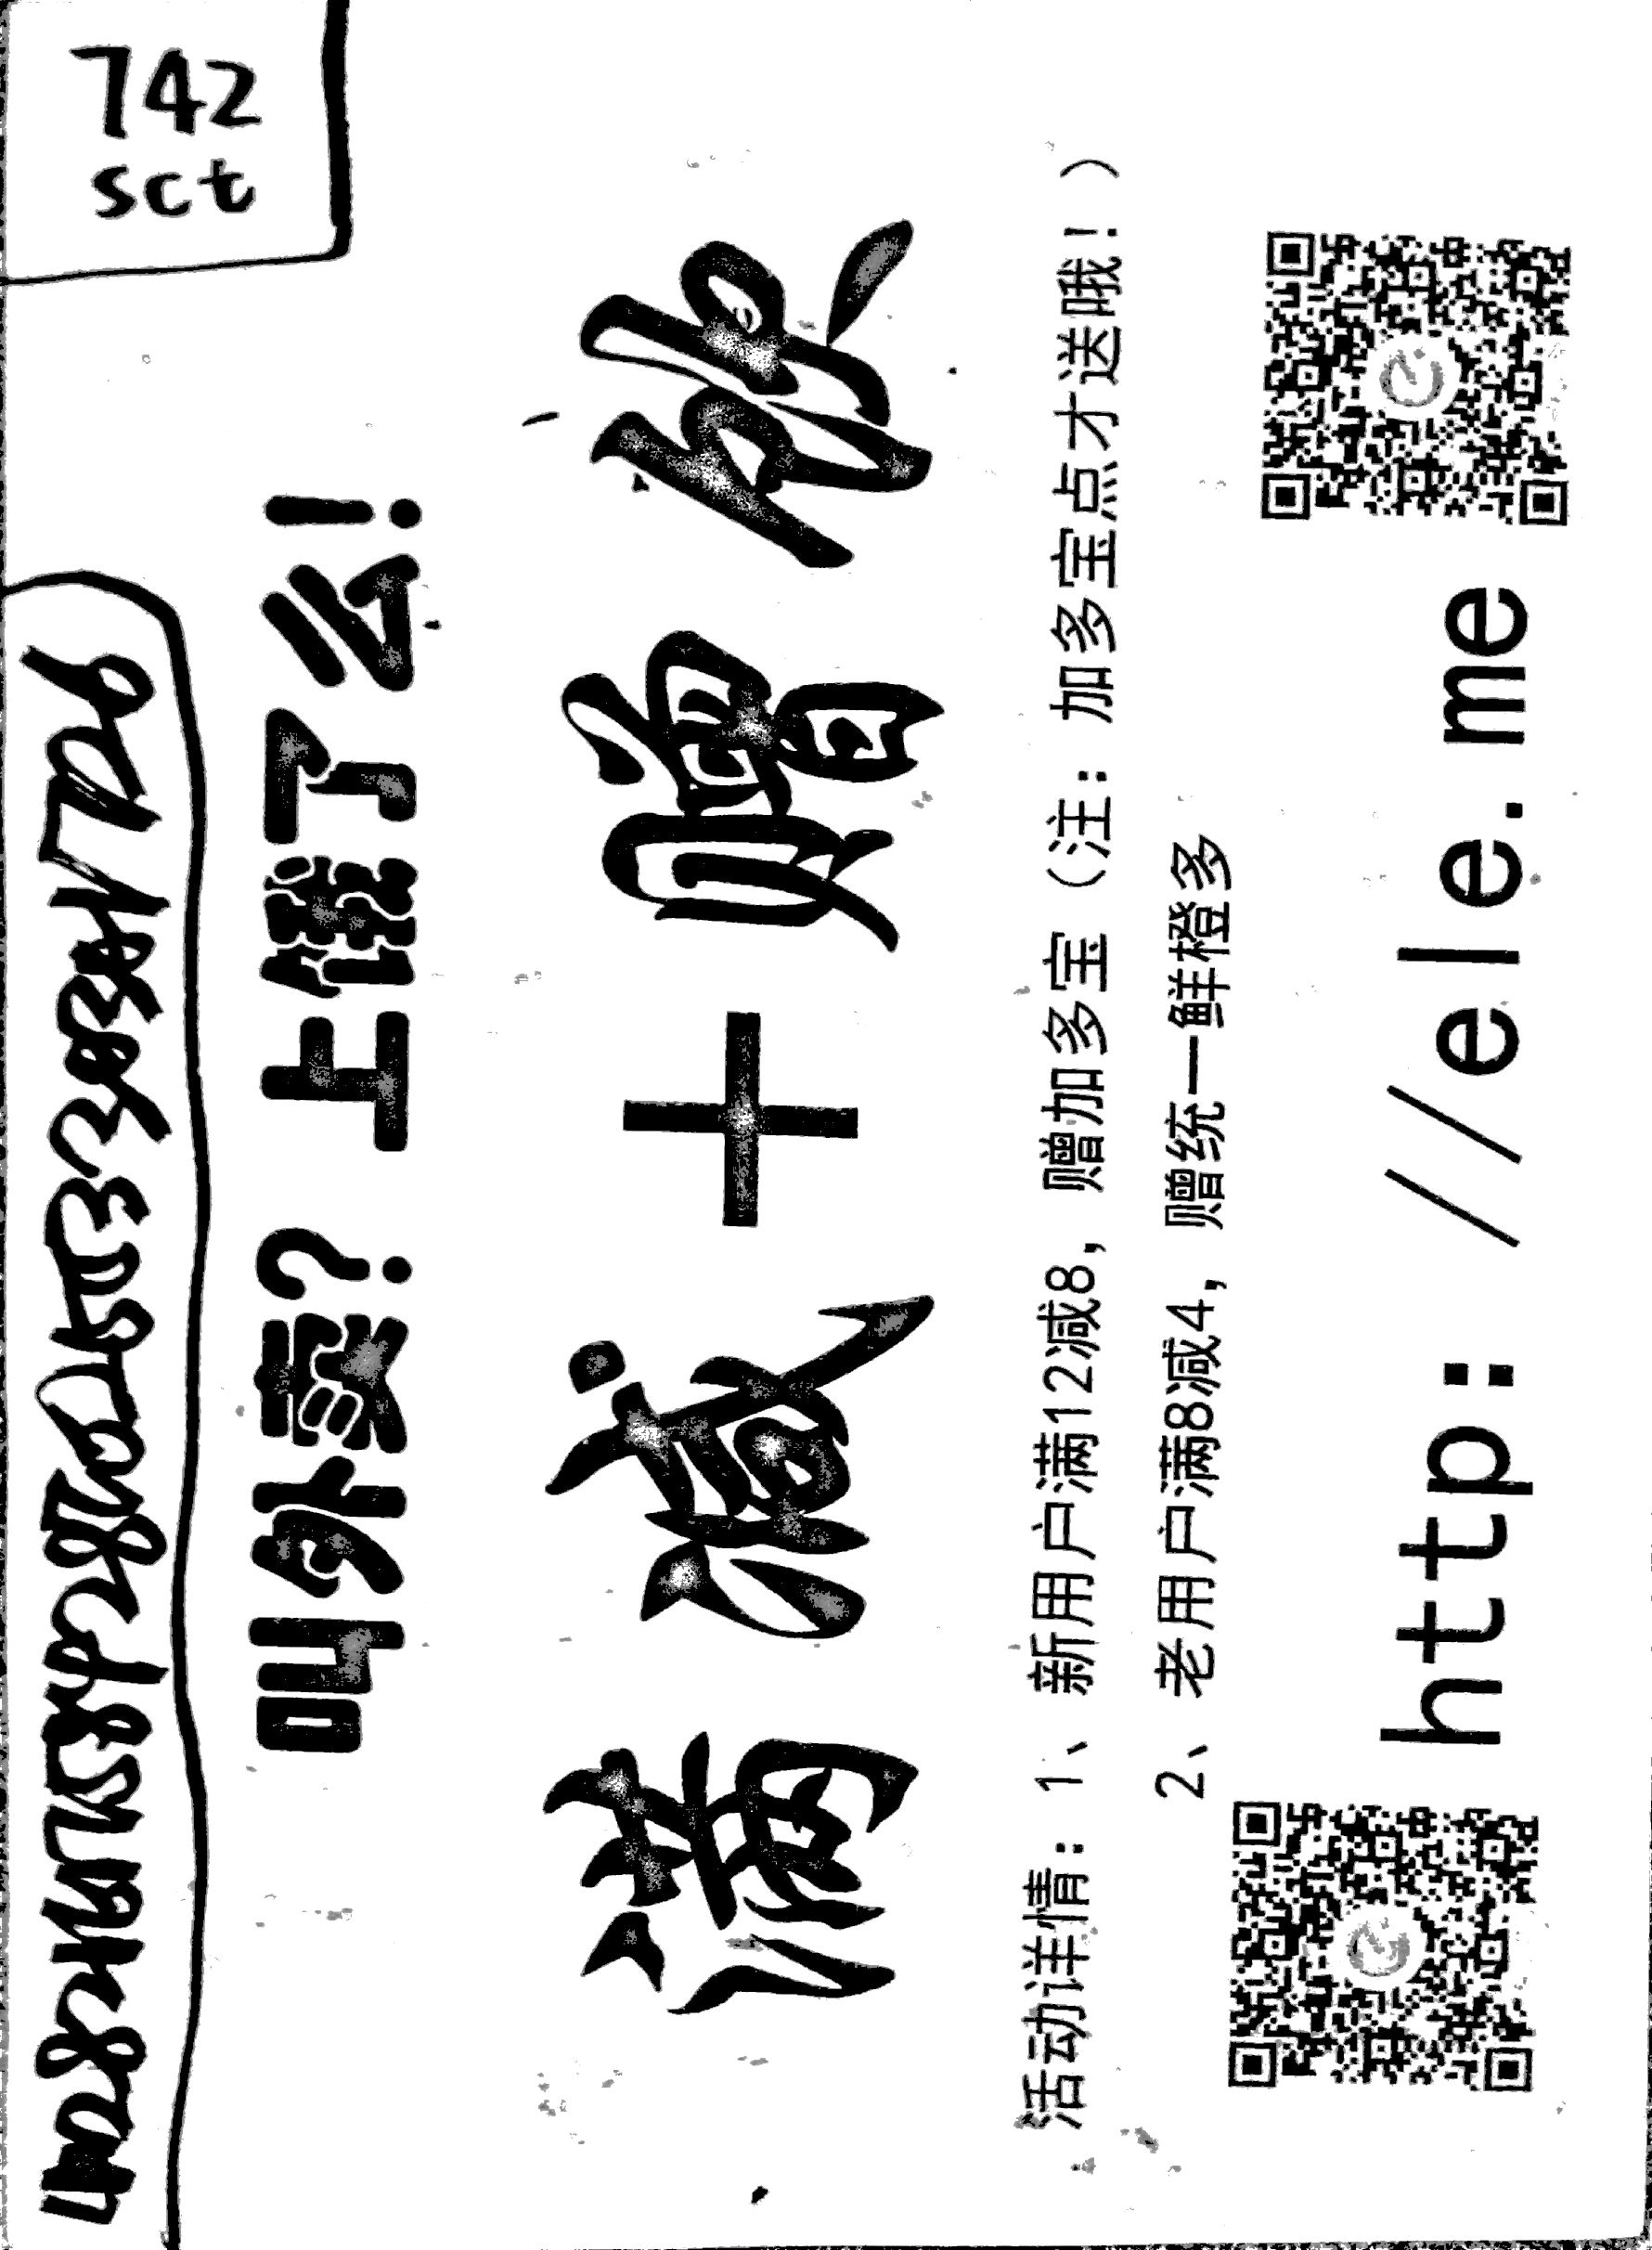 742
sct
叫外卖？上饿了么！
满减＋赠饮
活动详情：1、新用户满12减8，赠加多宝（注：加多宝点才送哦！）
2、老用户满8减4，赠统一鲜橙多
http://ele.me